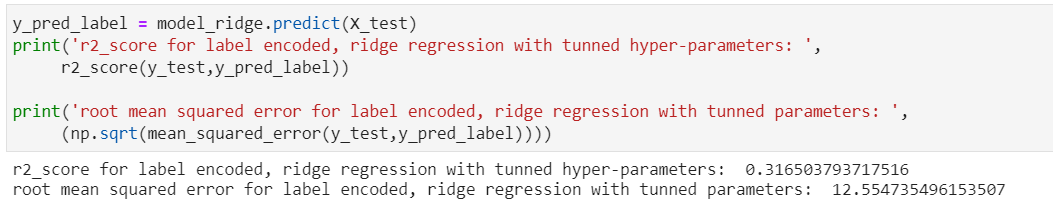 y_pred_label = model_ridge.predict(X_test)
print('r2_score for label encoded, ridge regression with tunned hyper-parameters: ',
r2_score(y_test,y_pred_label))
print('root mean squared error for label encoded, ridge regression with tunned parameters: ',
(np.sqrt(mean_squared_error(y_test,y_pred_label))))
r2_score for label encoded, ridge regression with tunned hyper-parameters:  0.316503793717516
root mean squared error for label encoded, ridge regression with tunned parameters:  12.554735496153507